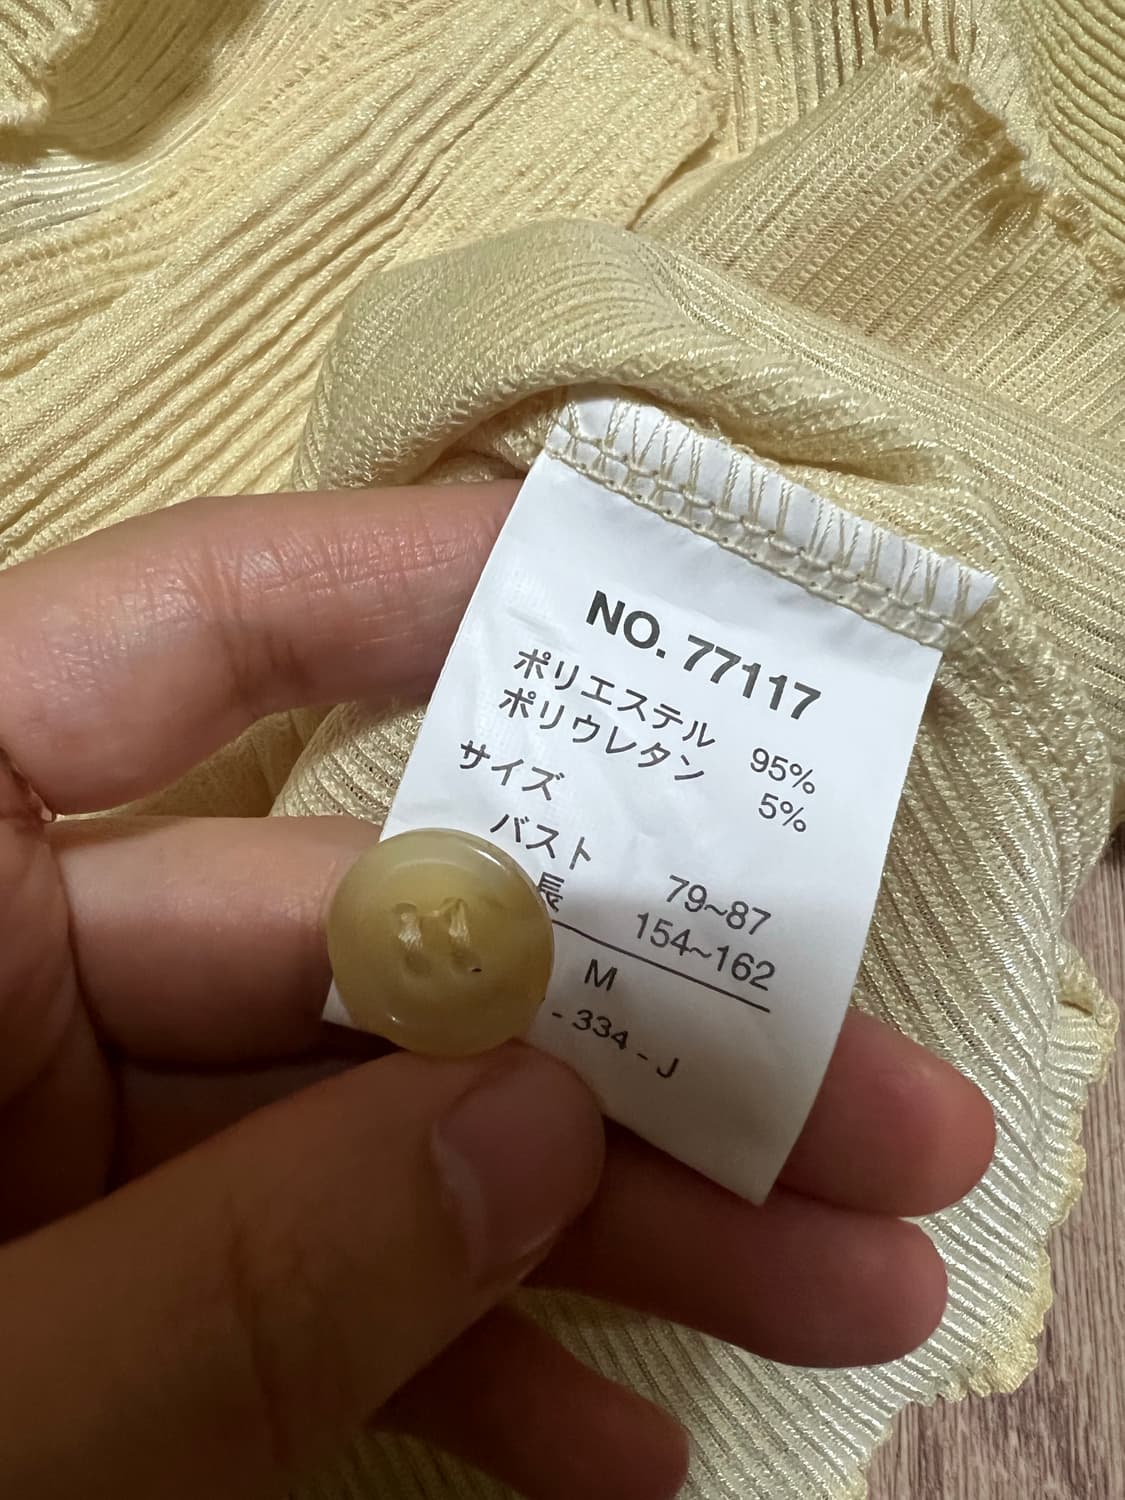 NO. 77117
ポリエステル 95%
ポリウレタン 5%
サイズ
バスト 79~87
長 154~162
M
- 334 - J